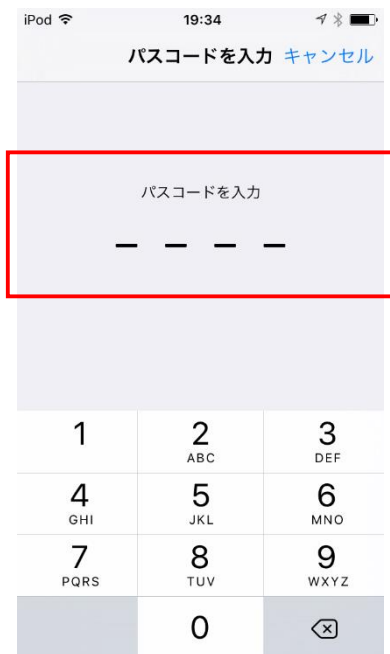 iPod 19:34
パスコードを入力 キャンセル
パスコードを入力
1 2 3
ABC DEF
4 5 6
GHI JKL MNO
7 8 9
PQRS TUV WXYZ
0